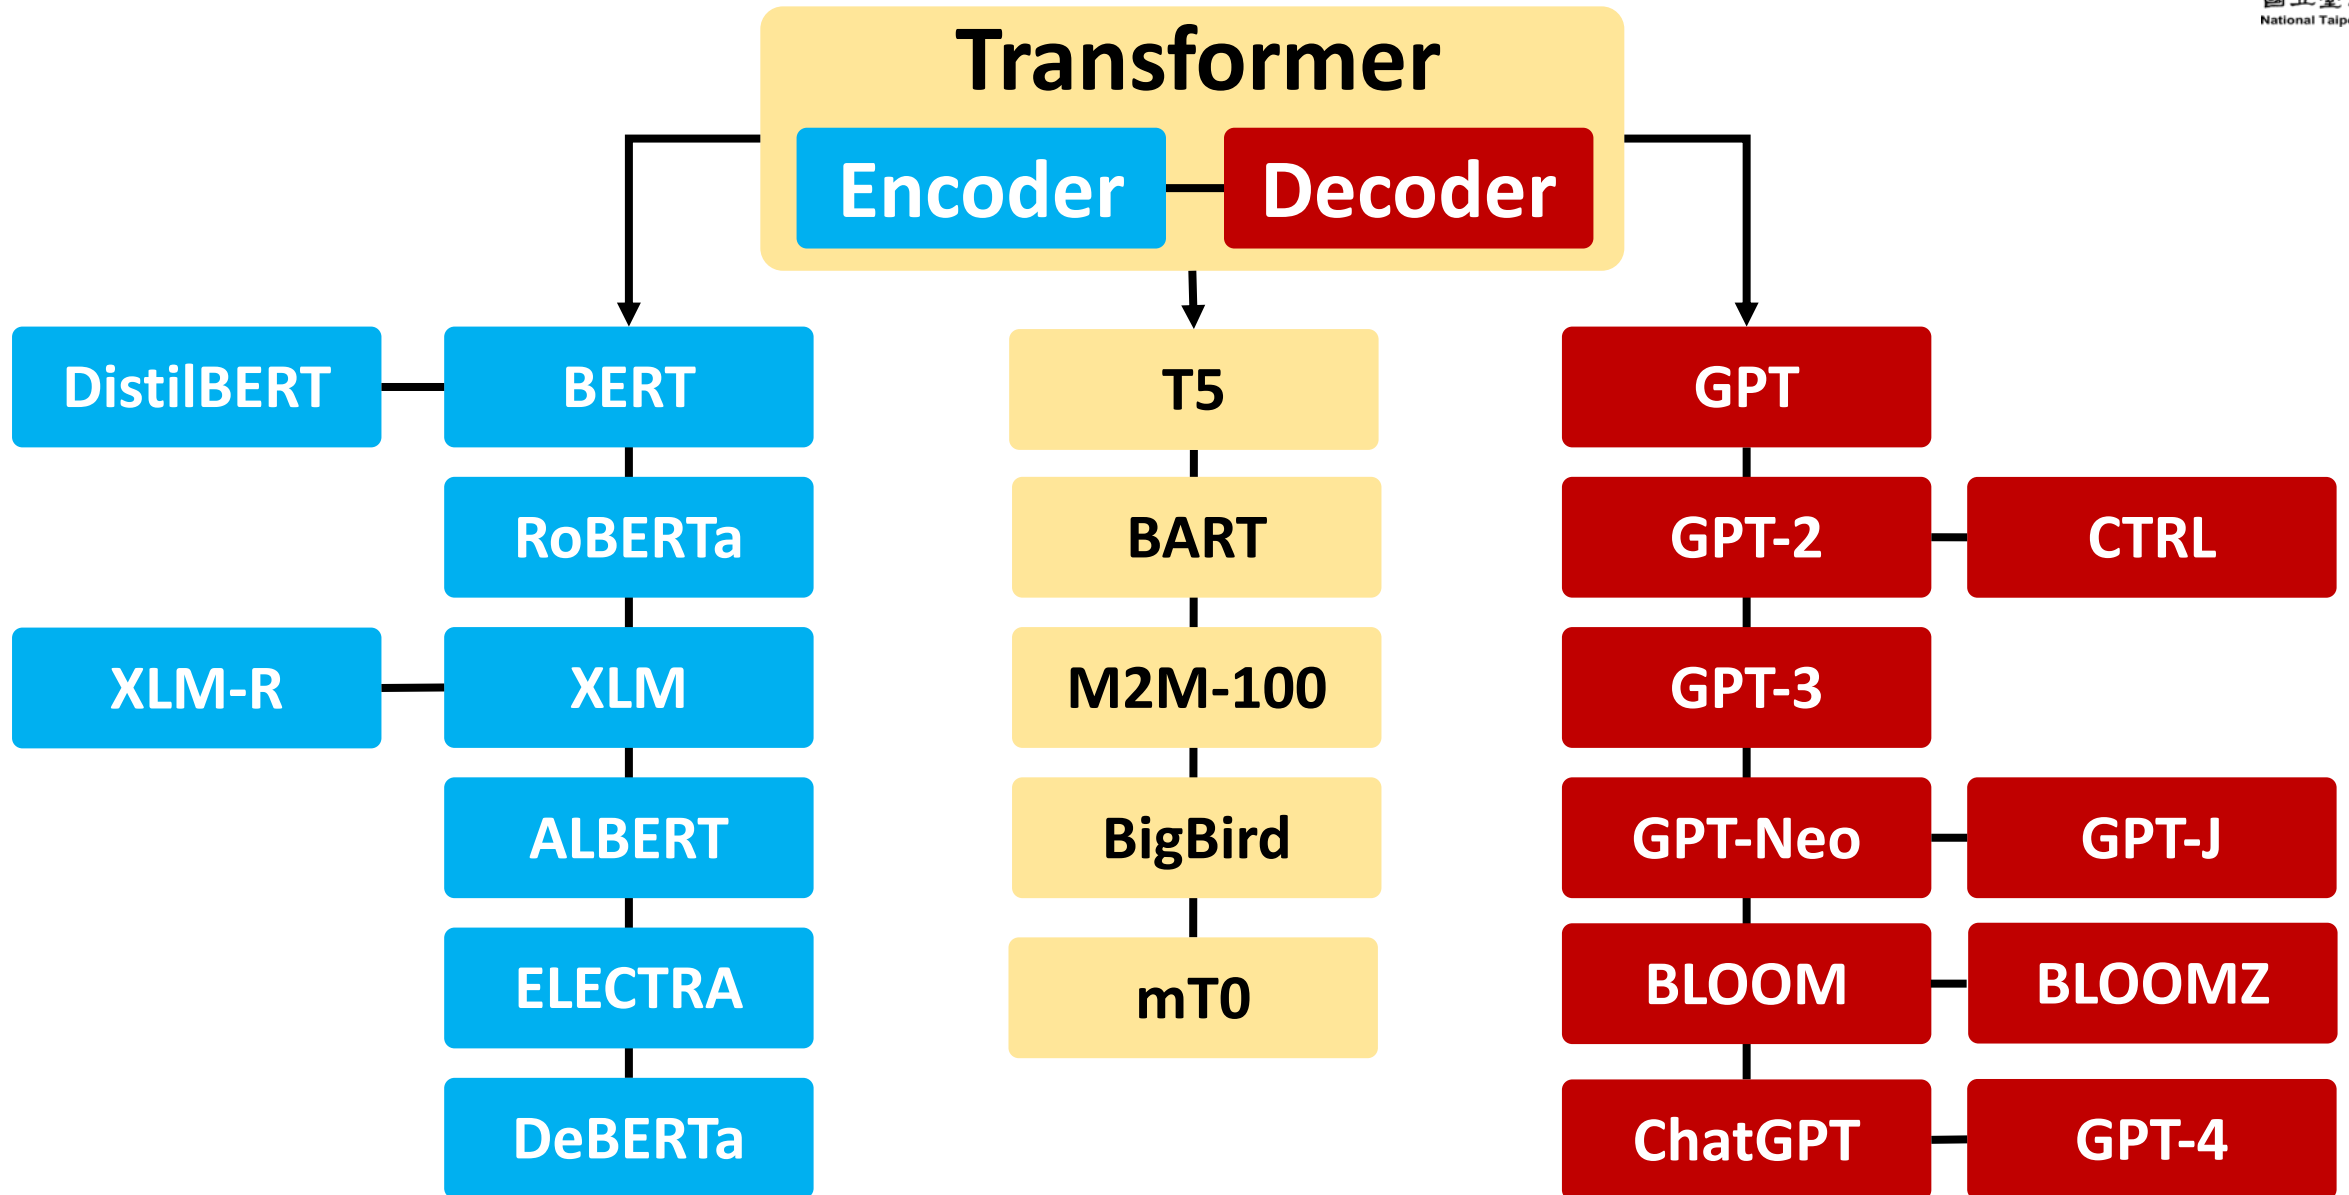 National Taip
Transformer
Encoder
Decoder
DistilBERT
BERT
T5
GPT
RoBERTa
BART
GPT-2
CTRL
XLM-R
XLM
M2M-100
GPT-3
ALBERT
BigBird
GPT-Neo
GPT-J
ELECTRA
mT0
BLOOM
BLOOMZ
DeBERTa
ChatGPT
GPT-4